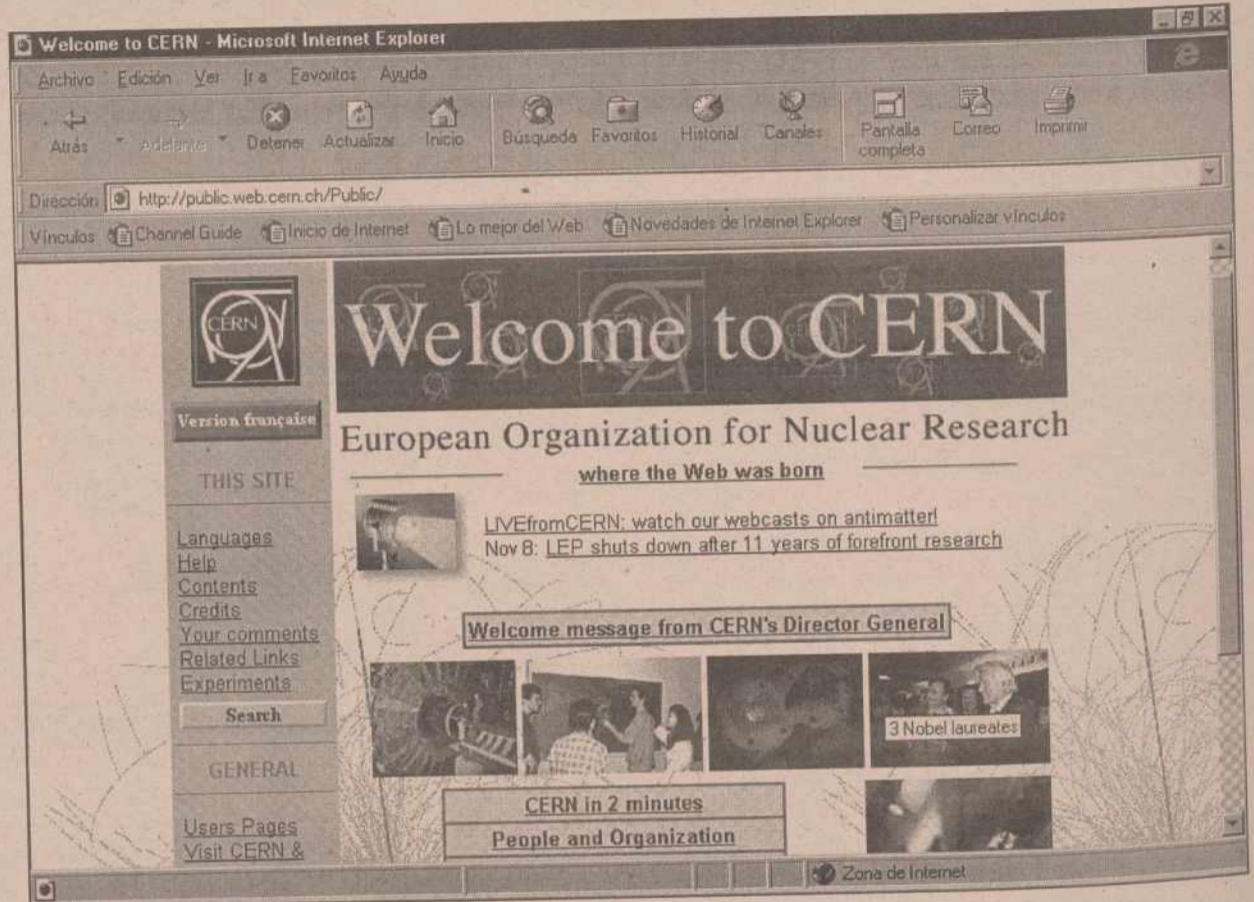 Welcome to CERN - Microsoft Internet Explorer
Archivo Edición Ver Ir a Favoritos Ayuda
Atrás Adelante Detener Actualizar Inicio Búsqueda Favoritos Historial Canales Pantalla completa Correo Imprimir
Dirección http://public.web.cern.ch/Public/
Vínculos Channel Guide Inicio de Internet Lo mejor del Web Novedades de Internet Explorer Personalizar vínculos
CERN
Welcome to CERN
Version française
European Organization for Nuclear Research
where the Web was born
THIS SITE
LIVEfromCERN: watch our webcasts on antimatter!
Nov 8: LEP shuts down after 11 years of forefront research
Languages
Help
Contents
Credits
Your comments
Related Links
Experiments
Search
Welcome message from CERN's Director General
3 Nobel laureates
GENERAL
Users Pages
Visit CERN &
CERN in 2 minutes
People and Organization
Zona de Internet